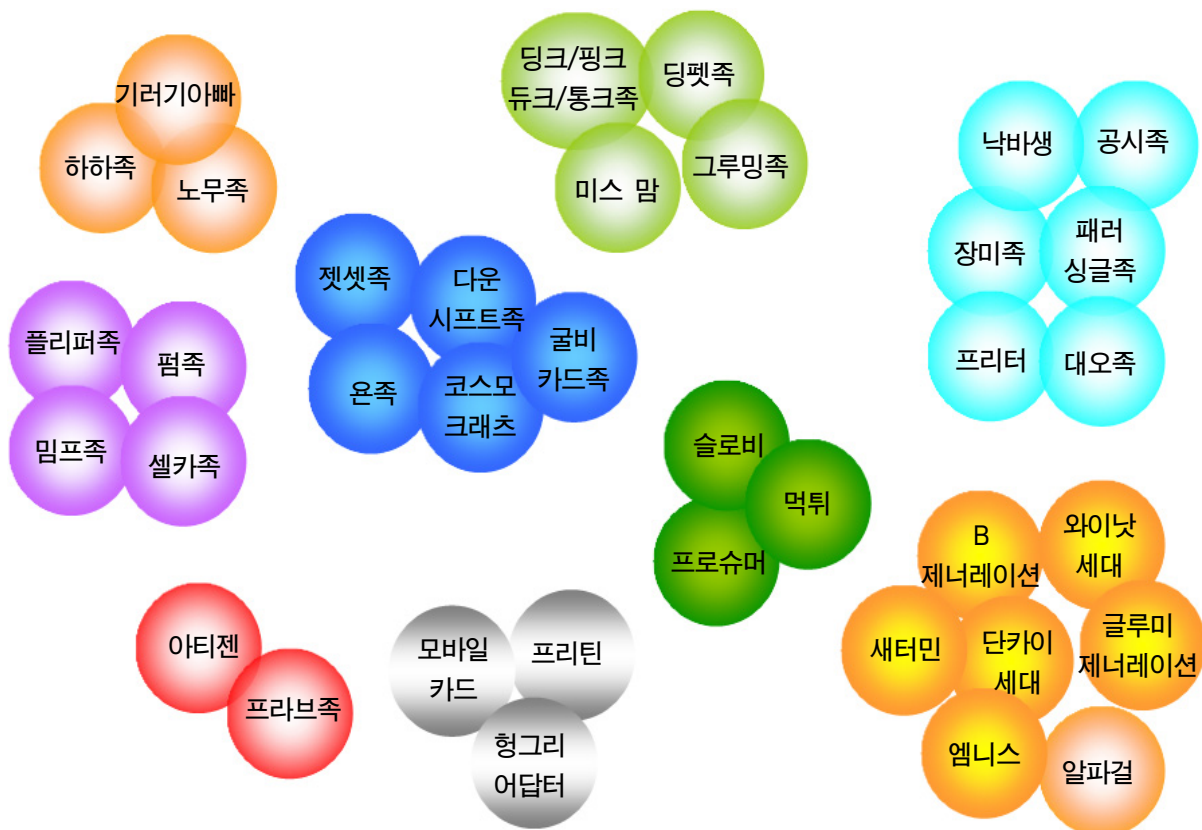 기러기아빠
하하족
노무족
딩크/핑크
듀크/통크족
딩펫족
미스 맘
그루밍족
낙바생
공시족
장미족
패러
싱글족
프리터
대오족
젯셋족
다운
시프트족
굴비
카드족
욘족
코스모
크래츠
플리퍼족
펌족
밈프족
셀카족
슬로비
먹튀
프로슈머
B
제너레이션
와이낫
세대
새터민
단카이
세대
글루미
제너레이션
엠니스
알파걸
아티젠
프라브족
모바일
카드
프리틴
헝그리
어답터